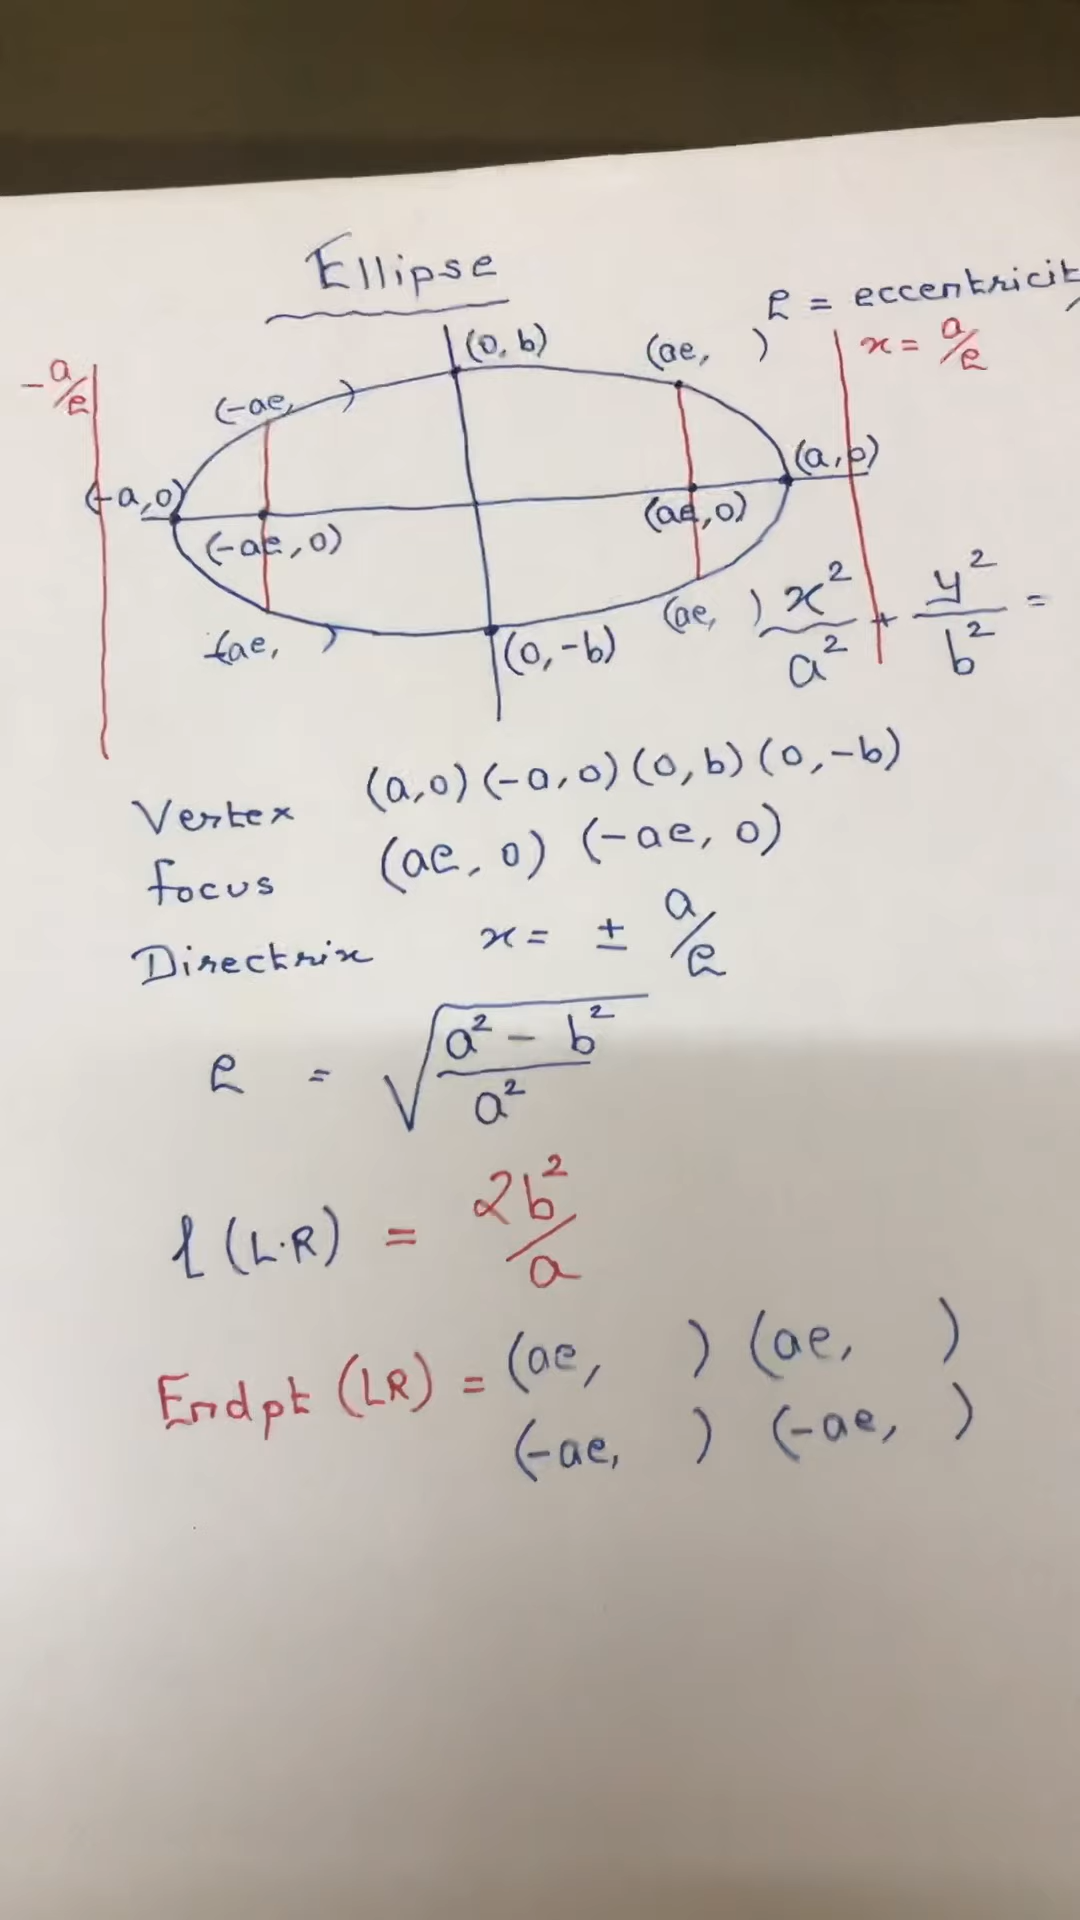 Ellipse
e = eccentricit
(0, b)
(ae, )
x = a/e
-a/e
(-ae, )
(a, 0)
(-a, 0)
(ae, 0)
(-ae, 0)
x²/a² + y²/b² =
(ae, )
(-ae, )
(0, -b)
Vertex (a,0) (-a,0) (0,b) (0,-b)
focus (ae, 0) (-ae, 0)
Directrix x = ± a/e
e = √(a² - b²/a²)
l (L.R) = 2b²/a
Endpt (LR) = (ae, ) (ae, )
(-ae, ) (-ae, )